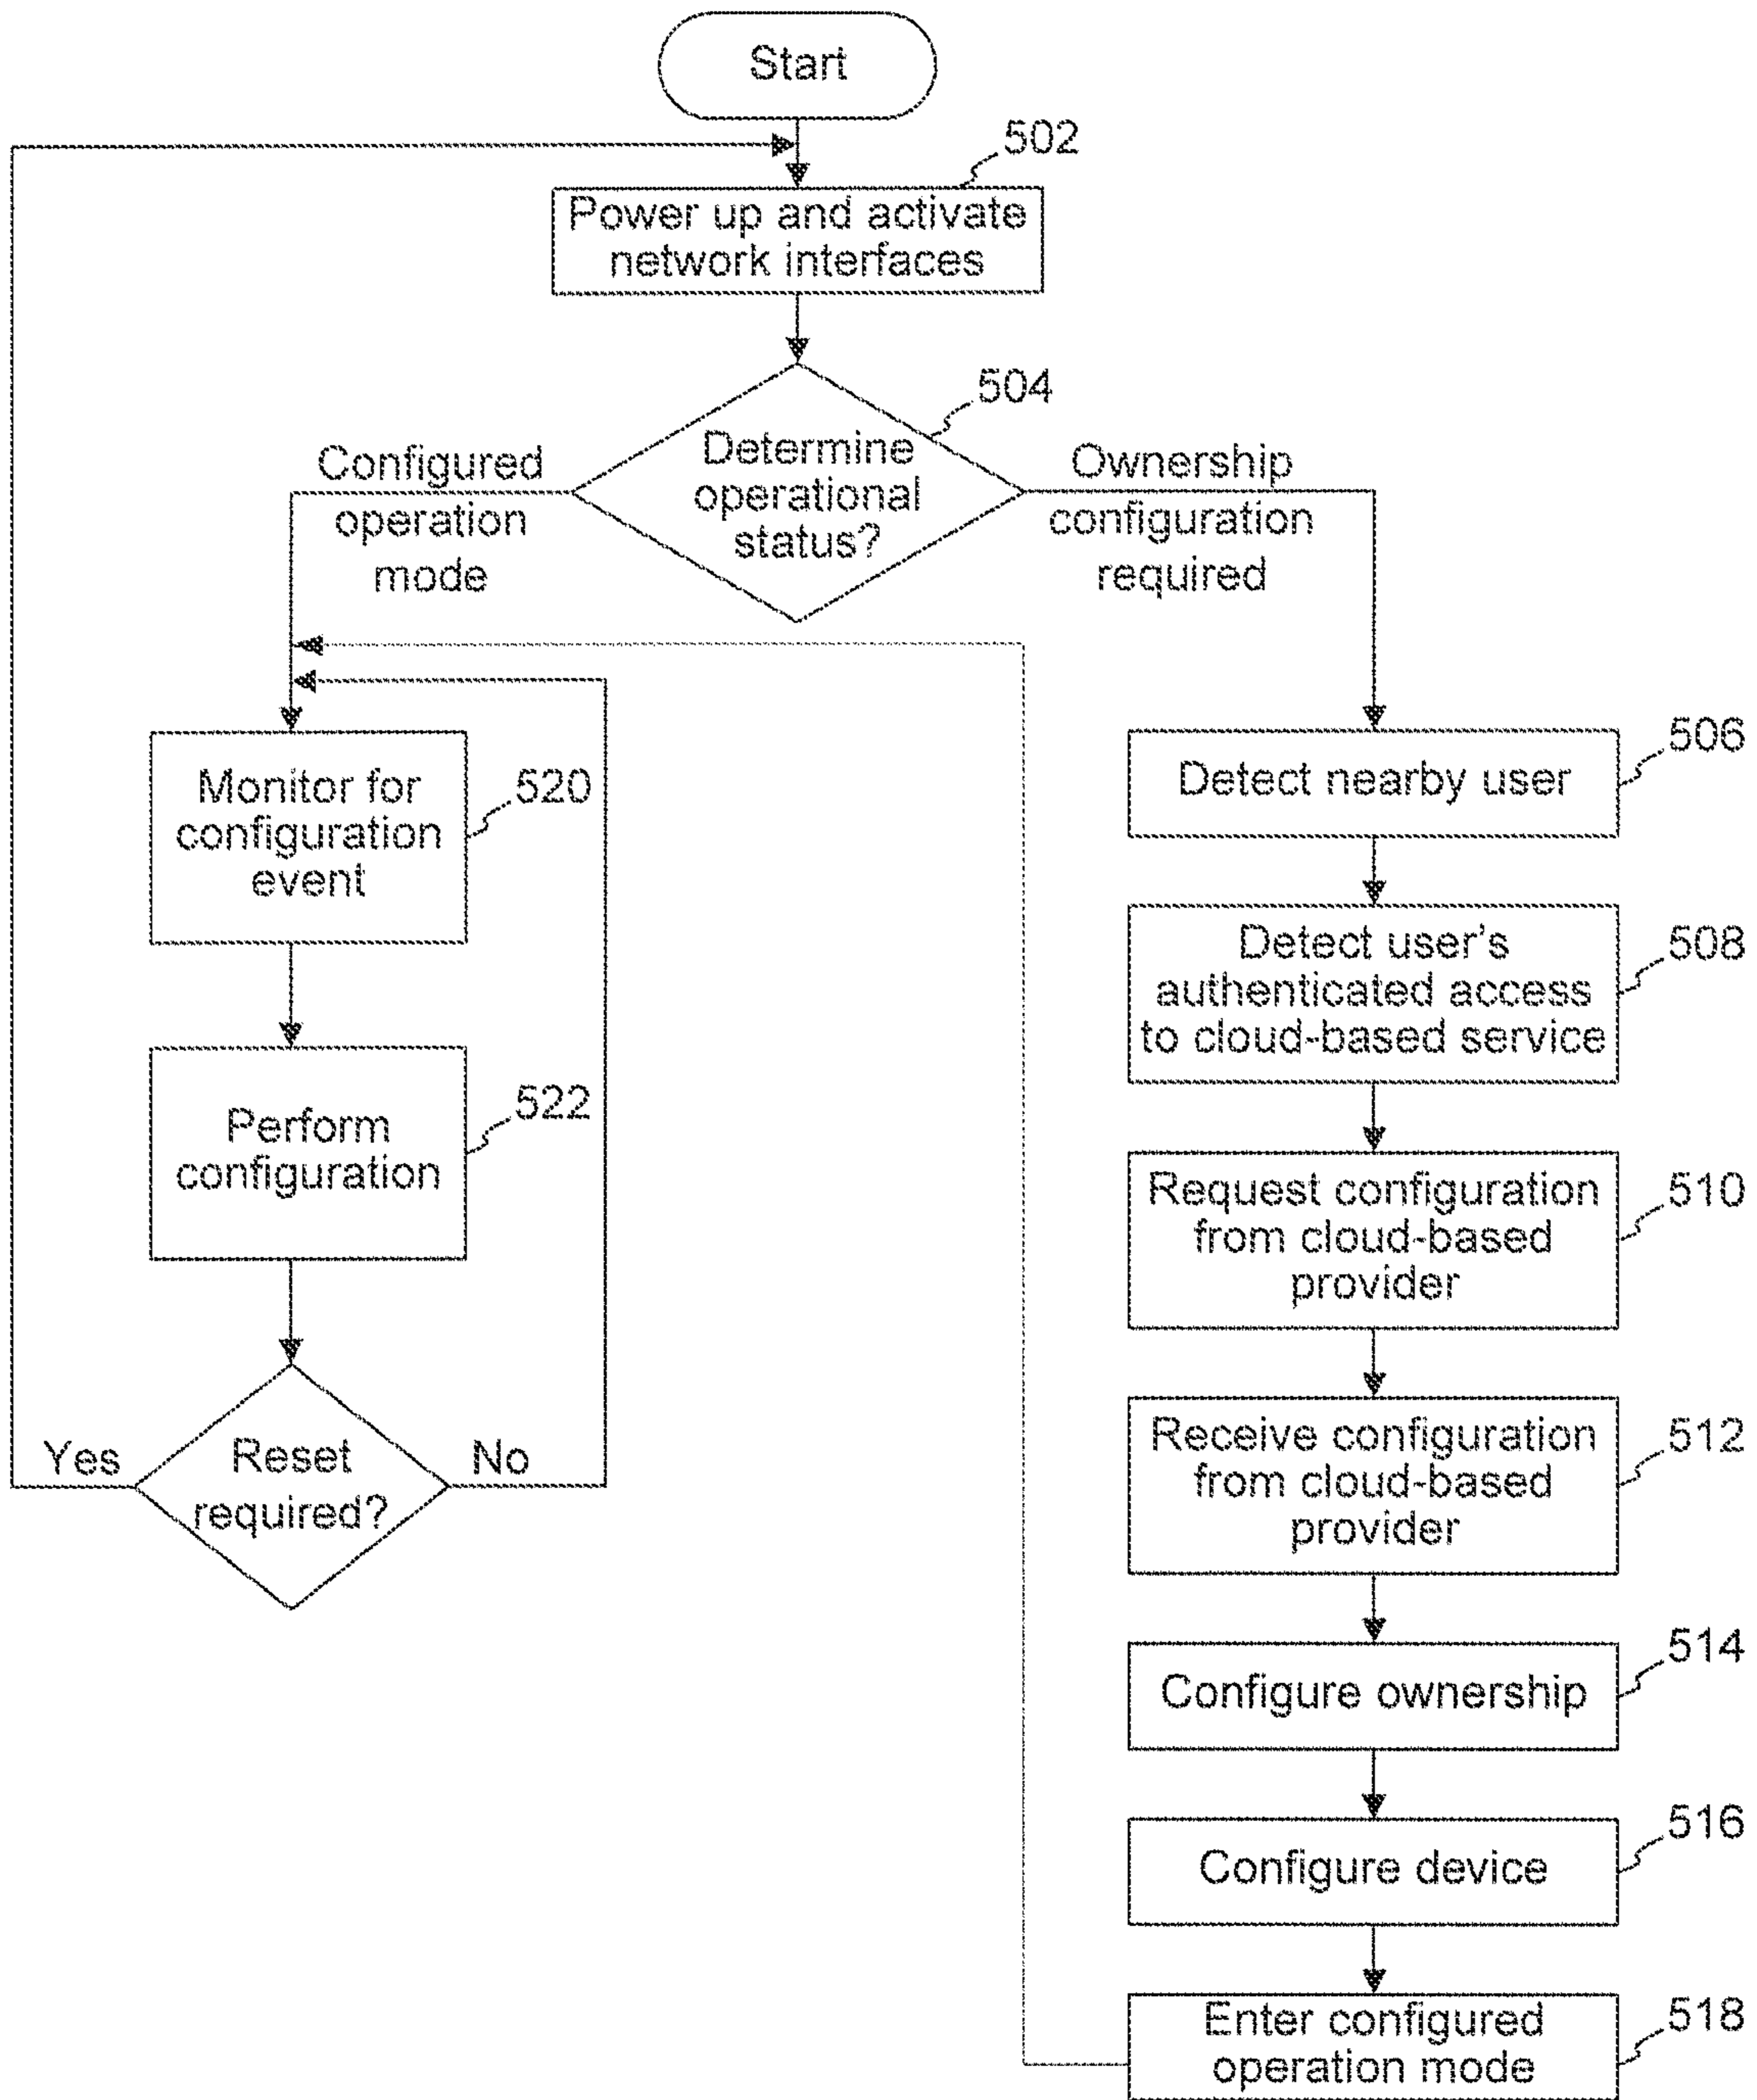 Start
502
Power up and activate
network interfaces
504
Determine
operational
status?
Configured
operation
mode
Ownership
configuration
required
506
Detect nearby user
Monitor for
configuration
event
520
508
Detect user's
authenticated access
to cloud-based service
522
Perform
configuration
510
Request configuration
from cloud-based
provider
512
Receive configuration
from cloud-based
provider
Yes
Reset
required?
No
514
Configure ownership
516
Configure device
518
Enter configured
operation mode